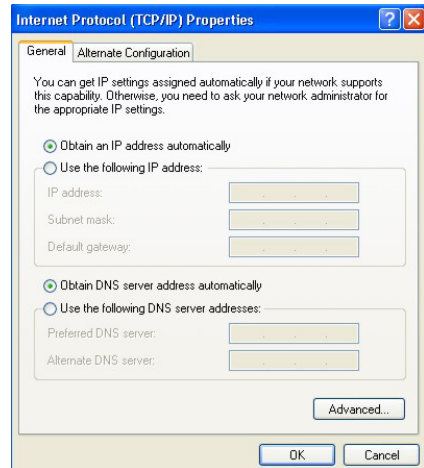 Internet Protocol (TCP/IP) Properties
General
Alternate Configuration
You can get IP settings assigned automatically if your network supports
this capability. Otherwise, you need to ask your network administrator for
the appropriate IP settings.
Obtain an IP address automatically
Use the following IP address:
IP address:
Subnet mask:
Default gateway:
Obtain DNS server address automatically
Use the following DNS server addresses:
Preferred DNS server:
Alternate DNS server:
Advanced...
OK
Cancel